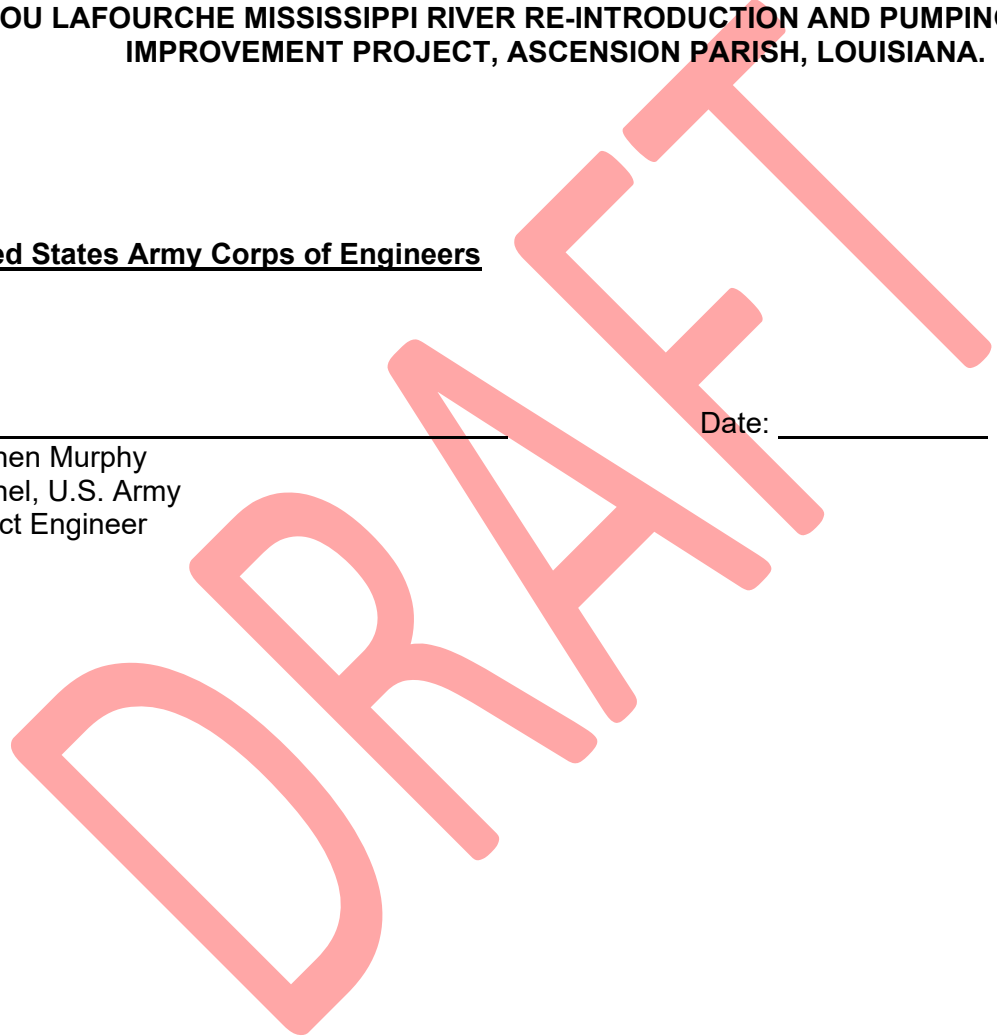 OU LAFOURCHE MISSISSIPPI RIVER RE-INTRODUCTION AND PUMPING
IMPROVEMENT PROJECT, ASCENSION PARISH, LOUISIANA.
ed States Army Corps of Engineers
Date:
hen Murphy
nel, U.S. Army
ct Engineer
DRAFT